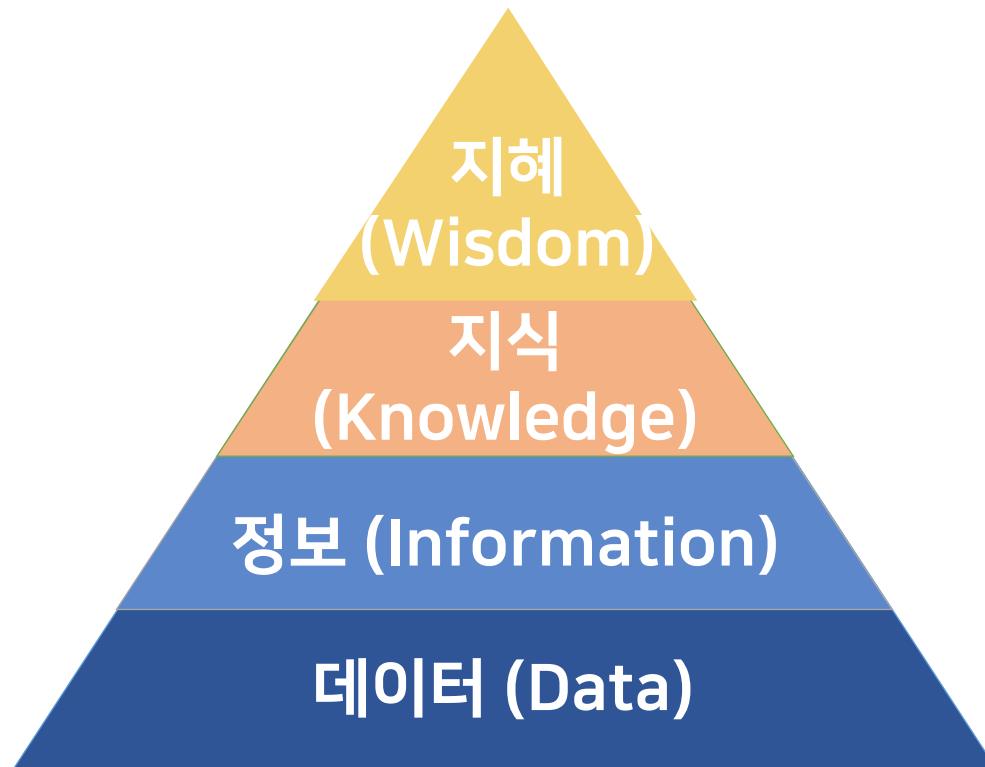 지혜
(Wisdom)
지식
(Knowledge)
정보 (Information)
데이터 (Data)